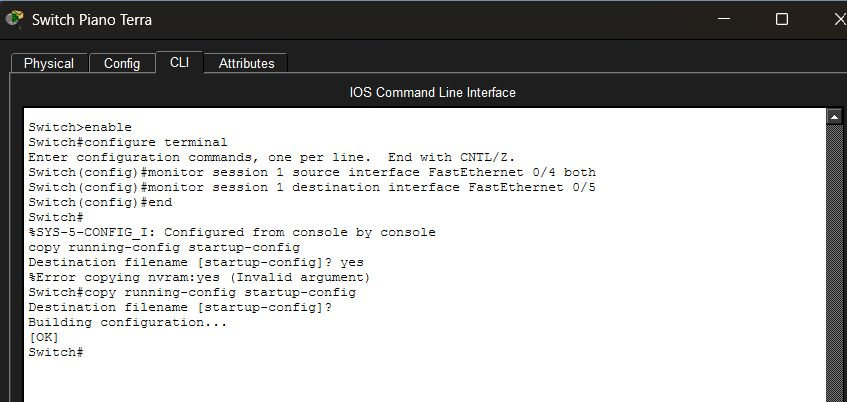 Switch Piano Terra
Physical Config CLI Attributes
IOS Command Line Interface
Switch>enable
Switch#configure terminal
Enter configuration commands, one per line.  End with CNTL/Z.
Switch(config)#monitor session 1 source interface FastEthernet 0/4 both
Switch(config)#monitor session 1 destination interface FastEthernet 0/5
Switch(config)#end
Switch#
%SYS-5-CONFIG_I: Configured from console by console
copy running-config startup-config
Destination filename [startup-config]? yes
%Error copying nvram:yes (Invalid argument)
Switch#copy running-config startup-config
Destination filename [startup-config]?
Building configuration...
[OK]
Switch#